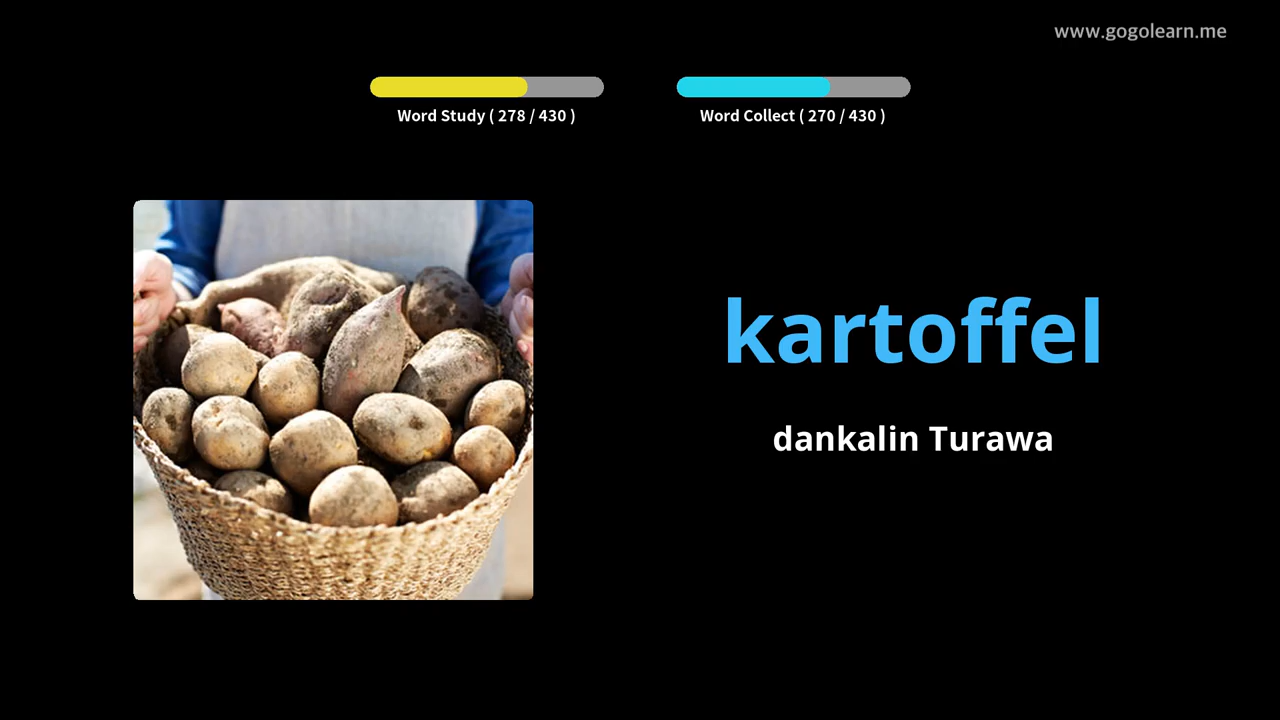 www.gogolearn.me
Word Study ( 278 / 430 )
Word Collect ( 270 / 430 )
kartoffel
dankalin Turawa